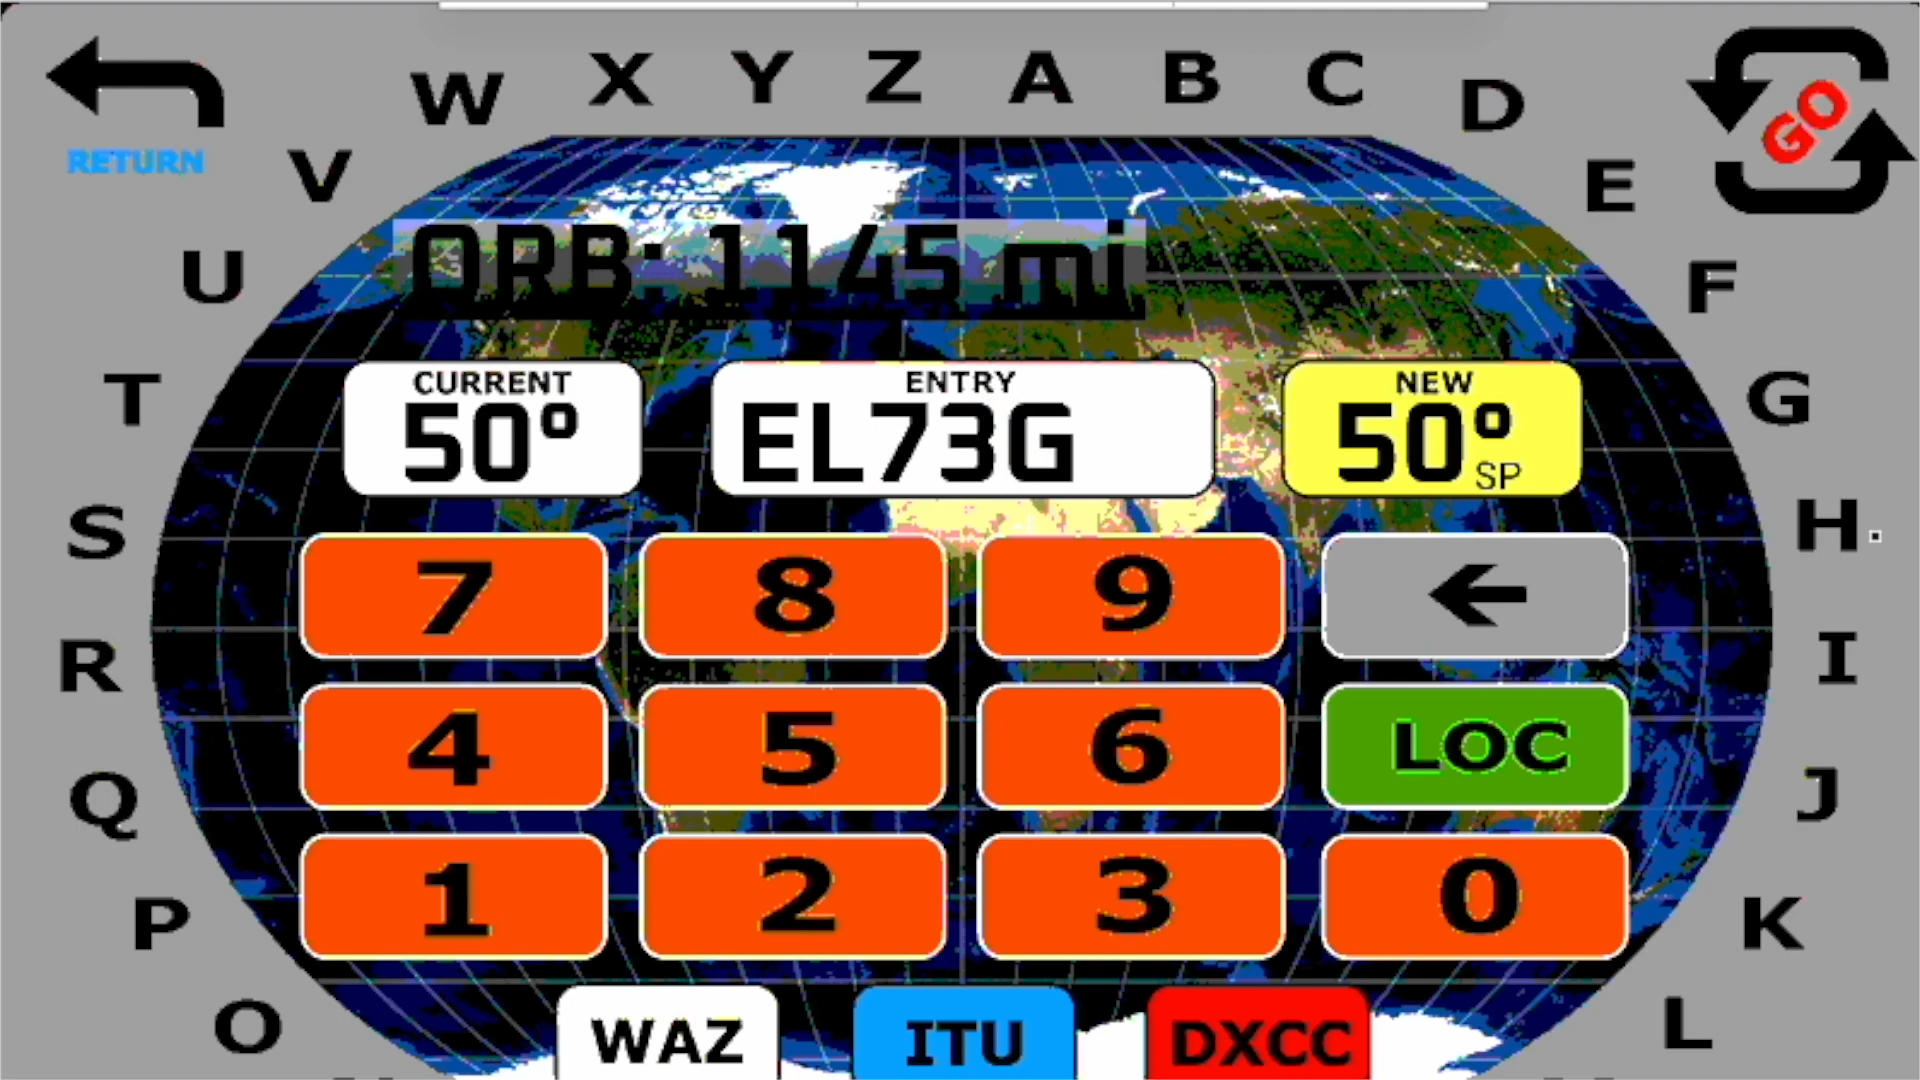 W X Y Z A B C D
GO
RETURN
V
E
U
F
ORB: 1145 mi
T
G
CURRENT
ENTRY
NEW
50°
EL73G
50°
SP
S
H
7 8 9 ←
R
I
4 5 6 LOC
Q
J
1 2 3 0
P
K
O
L
WAZ ITU DXCC